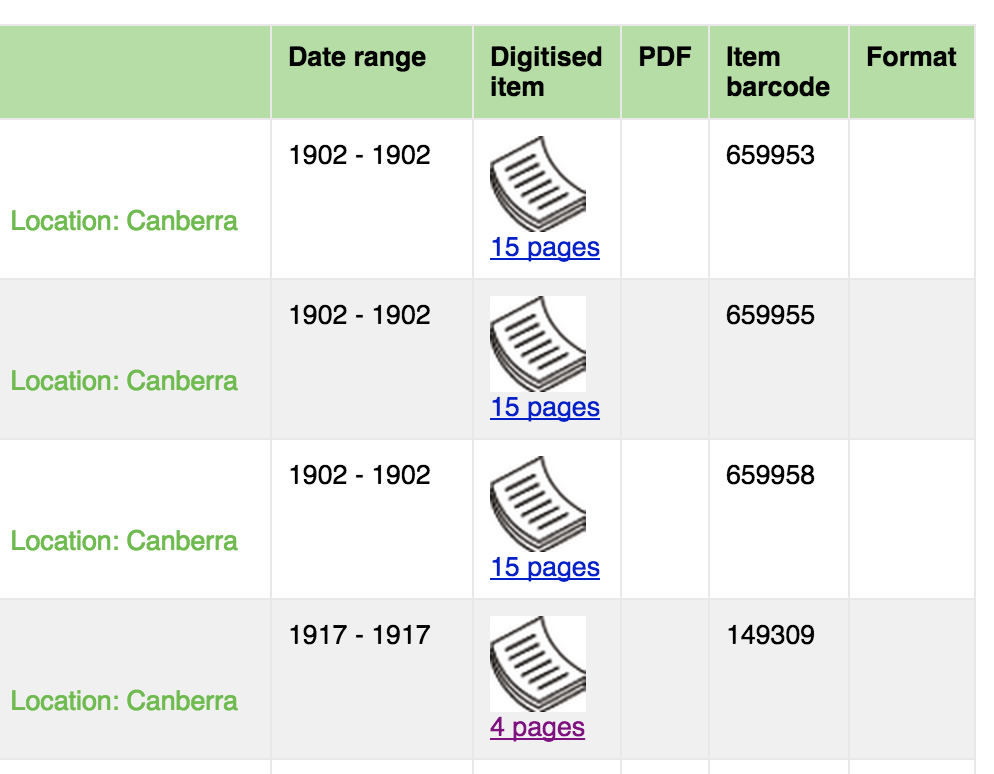 Date range
Digitised item
PDF
Item barcode
Format
Location: Canberra
1902 - 1902
15 pages
659953
Location: Canberra
1902 - 1902
15 pages
659955
Location: Canberra
1902 - 1902
15 pages
659958
Location: Canberra
1917 - 1917
4 pages
149309